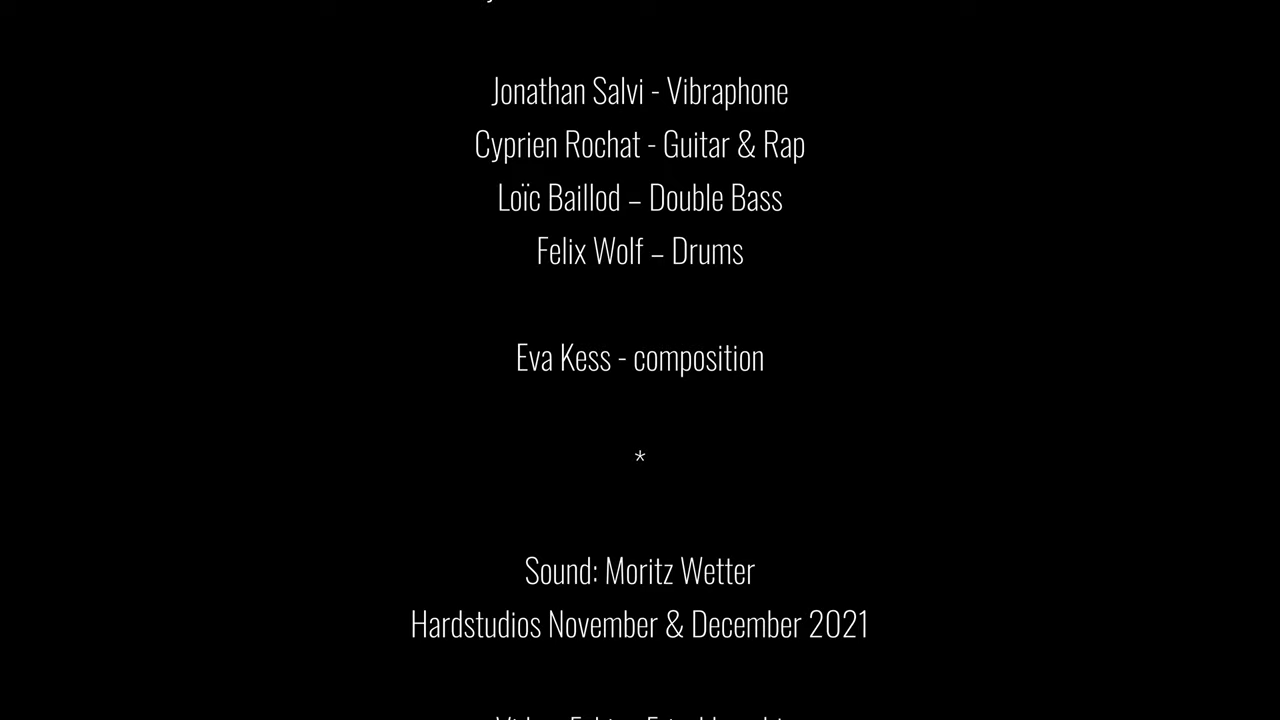 Jonathan Salvi - Vibraphone
Cyprien Rochat - Guitar & Rap
Loïc Baillod – Double Bass
Felix Wolf – Drums
Eva Kess - composition
*
Sound: Moritz Wetter
Hardstudios November & December 2021